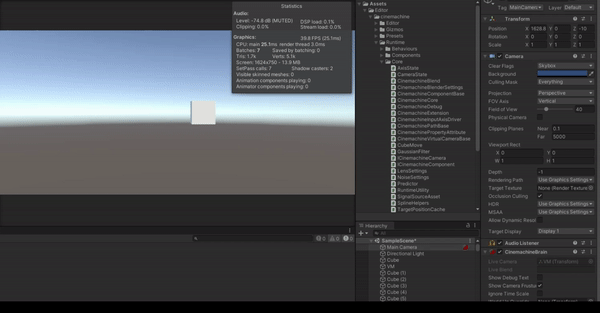 Statistics
Audio:
Level: -74.8 dB (MUTED)
DSP load: 0.1%
Clipping: 0.0%
Stream load: 0.0%
Graphics:
39.8 FPS (25.1ms)
CPU: main 25.1ms render thread 3.0ms
Batches: 7
Saved by batching: 0
Tris: 1.7k
Verts: 5.1k
Screen: 1624x750 - 13.9 MB
SetPass calls: 7
Shadow casters: 2
Visible skinned meshes: 0
Animation components playing: 0
Animator components playing: 0
Assets
Editor
cinemachine
Editor
Gizmos
Presets
Runtime
Behaviours
Components
Core
AxisState
CameraState
CinemachineBlend
CinemachineBlenderSettings
CinemachineComponentBase
CinemachineCore
CinemachineDebug
CinemachineExtension
CinemachineInputAxisDriver
CinemachinePathBase
CinemachinePropertyAttribute
CinemachineVirtualCameraBase
CubeMove
GaussianFilter
ICinemachineCamera
ICinemachineComponent
LensSettings
NoiseSettings
Predictor
RuntimeUtility
SignalSourceAsset
SplineHelpers
TargetPositionCache
Hierarchy
All
SampleScene*
Main Camera
Directional Light
Cube
VM
Cube (1)
Cube (2)
Cube (3)
Cube (4)
Cube (5)
Tag
MainCamera
Layer
Default
Transform
Position
X
Y
0
Z
-10
Rotation
X
0
Y
0
Z
0
Scale
X
1
Y
1
Z
1
Camera
Clear Flags
Skybox
Background
Culling Mask
Everything
Projection
Perspective
FOV Axis
Vertical
Field of View
40
Physical Camera
Clipping Planes
Near
0.1
Far
5000
Viewport Rect
X
0
Y
0
W
1
H
1
Depth
-1
Rendering Path
Use Graphics Settings
Target Texture
None (Render Texture
Occlusion Culling
HDR
Use Graphics Settings
MSAA
Use Graphics Settings
Allow Dynamic Resol
Target Display
Display 1
Audio Listener
CinemachineBrain
Live Camera
VM (Transform)
Live Blend
Show Debug Text
Show Camera Frustu
Ignore Time Scale